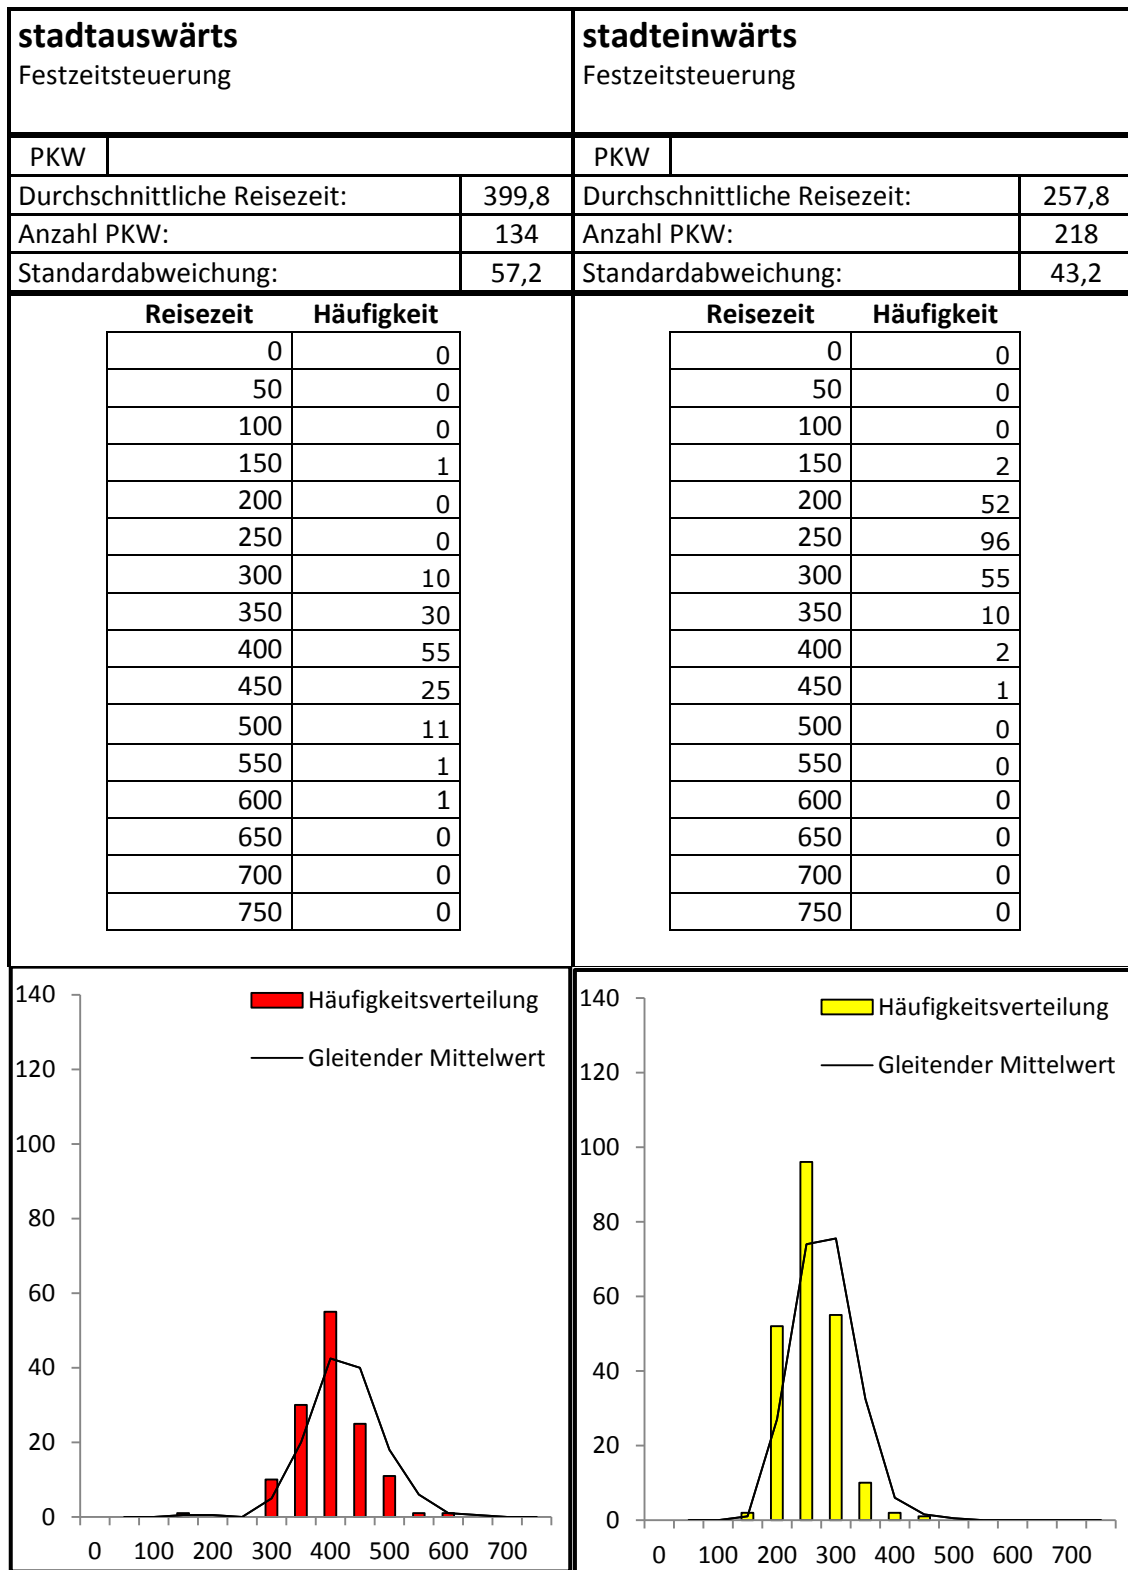 stadtauswärts
Festzeitsteuerung
PKW
Durchschnittliche Reisezeit: 399,8
Anzahl PKW: 134
Standardabweichung: 57,2
Reisezeit Häufigkeit
0 0
50 0
100 0
150 1
200 0
250 0
300 10
350 30
400 55
450 25
500 11
550 1
600 1
650 0
700 0
750 0
140
120
100
80
60
40
20
0
Häufigkeitsverteilung
Gleitender Mittelwert
0 100 200 300 400 500 600 700
stadteinwärts
Festzeitsteuerung
PKW
Durchschnittliche Reisezeit: 257,8
Anzahl PKW: 218
Standardabweichung: 43,2
Reisezeit Häufigkeit
0 0
50 0
100 0
150 2
200 52
250 96
300 55
350 10
400 2
450 1
500 0
550 0
600 0
650 0
700 0
750 0
140
120
100
80
60
40
20
0
Häufigkeitsverteilung
Gleitender Mittelwert
0 100 200 300 400 500 600 700